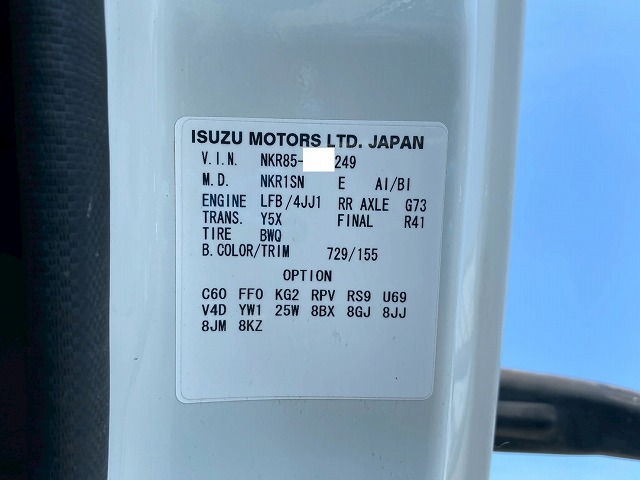 ISUZU MOTORS LTD. JAPAN
V.I.N. NKR85- 249
M.D. NKR1SN E AI/BI
ENGINE LFB/4JJ1 RR AXLE G73
TRANS. Y5X FINAL R41
TIRE BWQ
B.COLOR/TRIM 729/155
OPTION
C60 FF0 KG2 RPV RS9 U69
V4D YW1 25W 8BX 8GJ 8JJ
8JM 8KZ